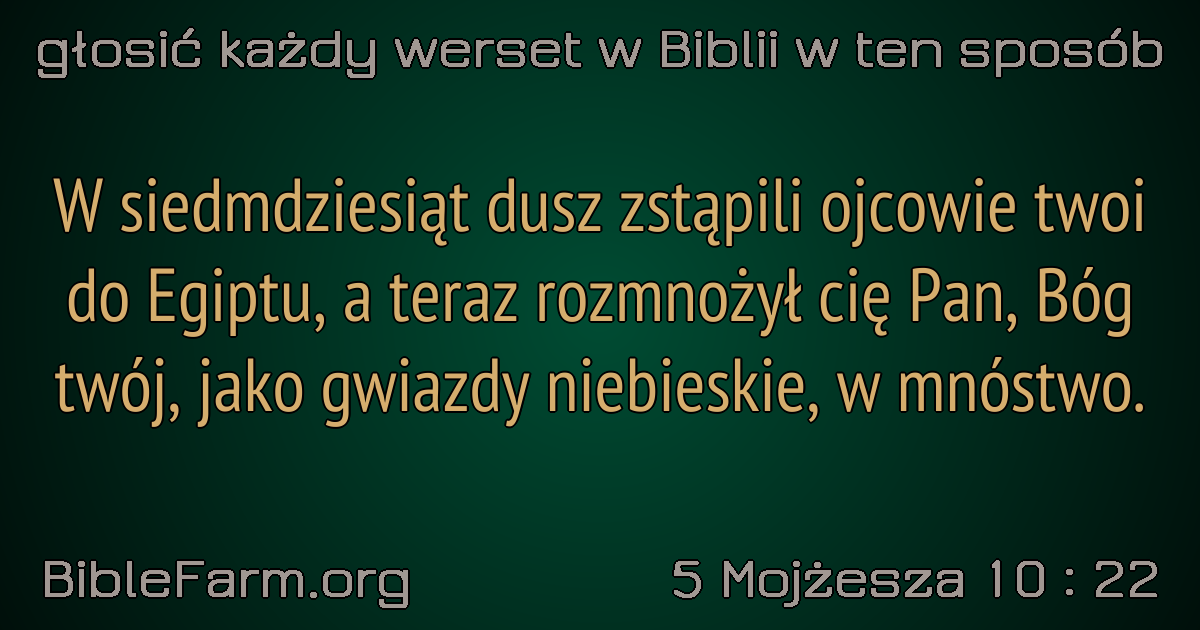 głosić każdy werset w Biblii w ten sposób
W siedmdziesiąt dusz zstąpili ojcowie twoi
do Egiptu, a teraz rozmnożył cię Pan, Bóg
twój, jako gwiazdy niebieskie, w mnóstwo.
BibleFarm.org
5 Mojżesza 10 : 22